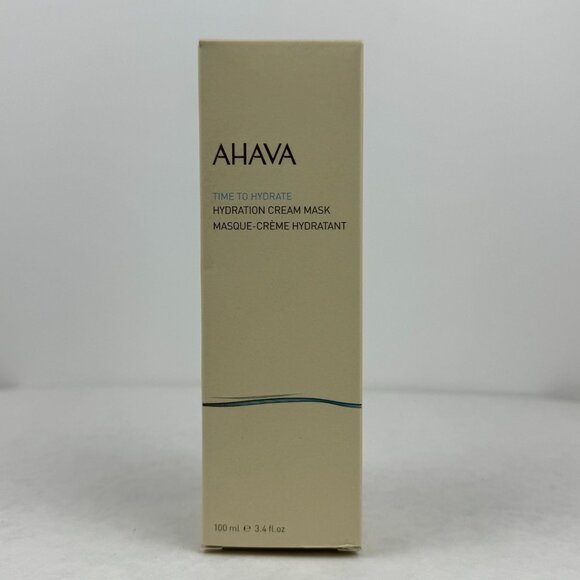 AHAVA
TIME TO HYDRATE
HYDRATION CREAM MASK
MASQUE-CRÈME HYDRATANT
100 ml ℮ 3.4 fl.oz